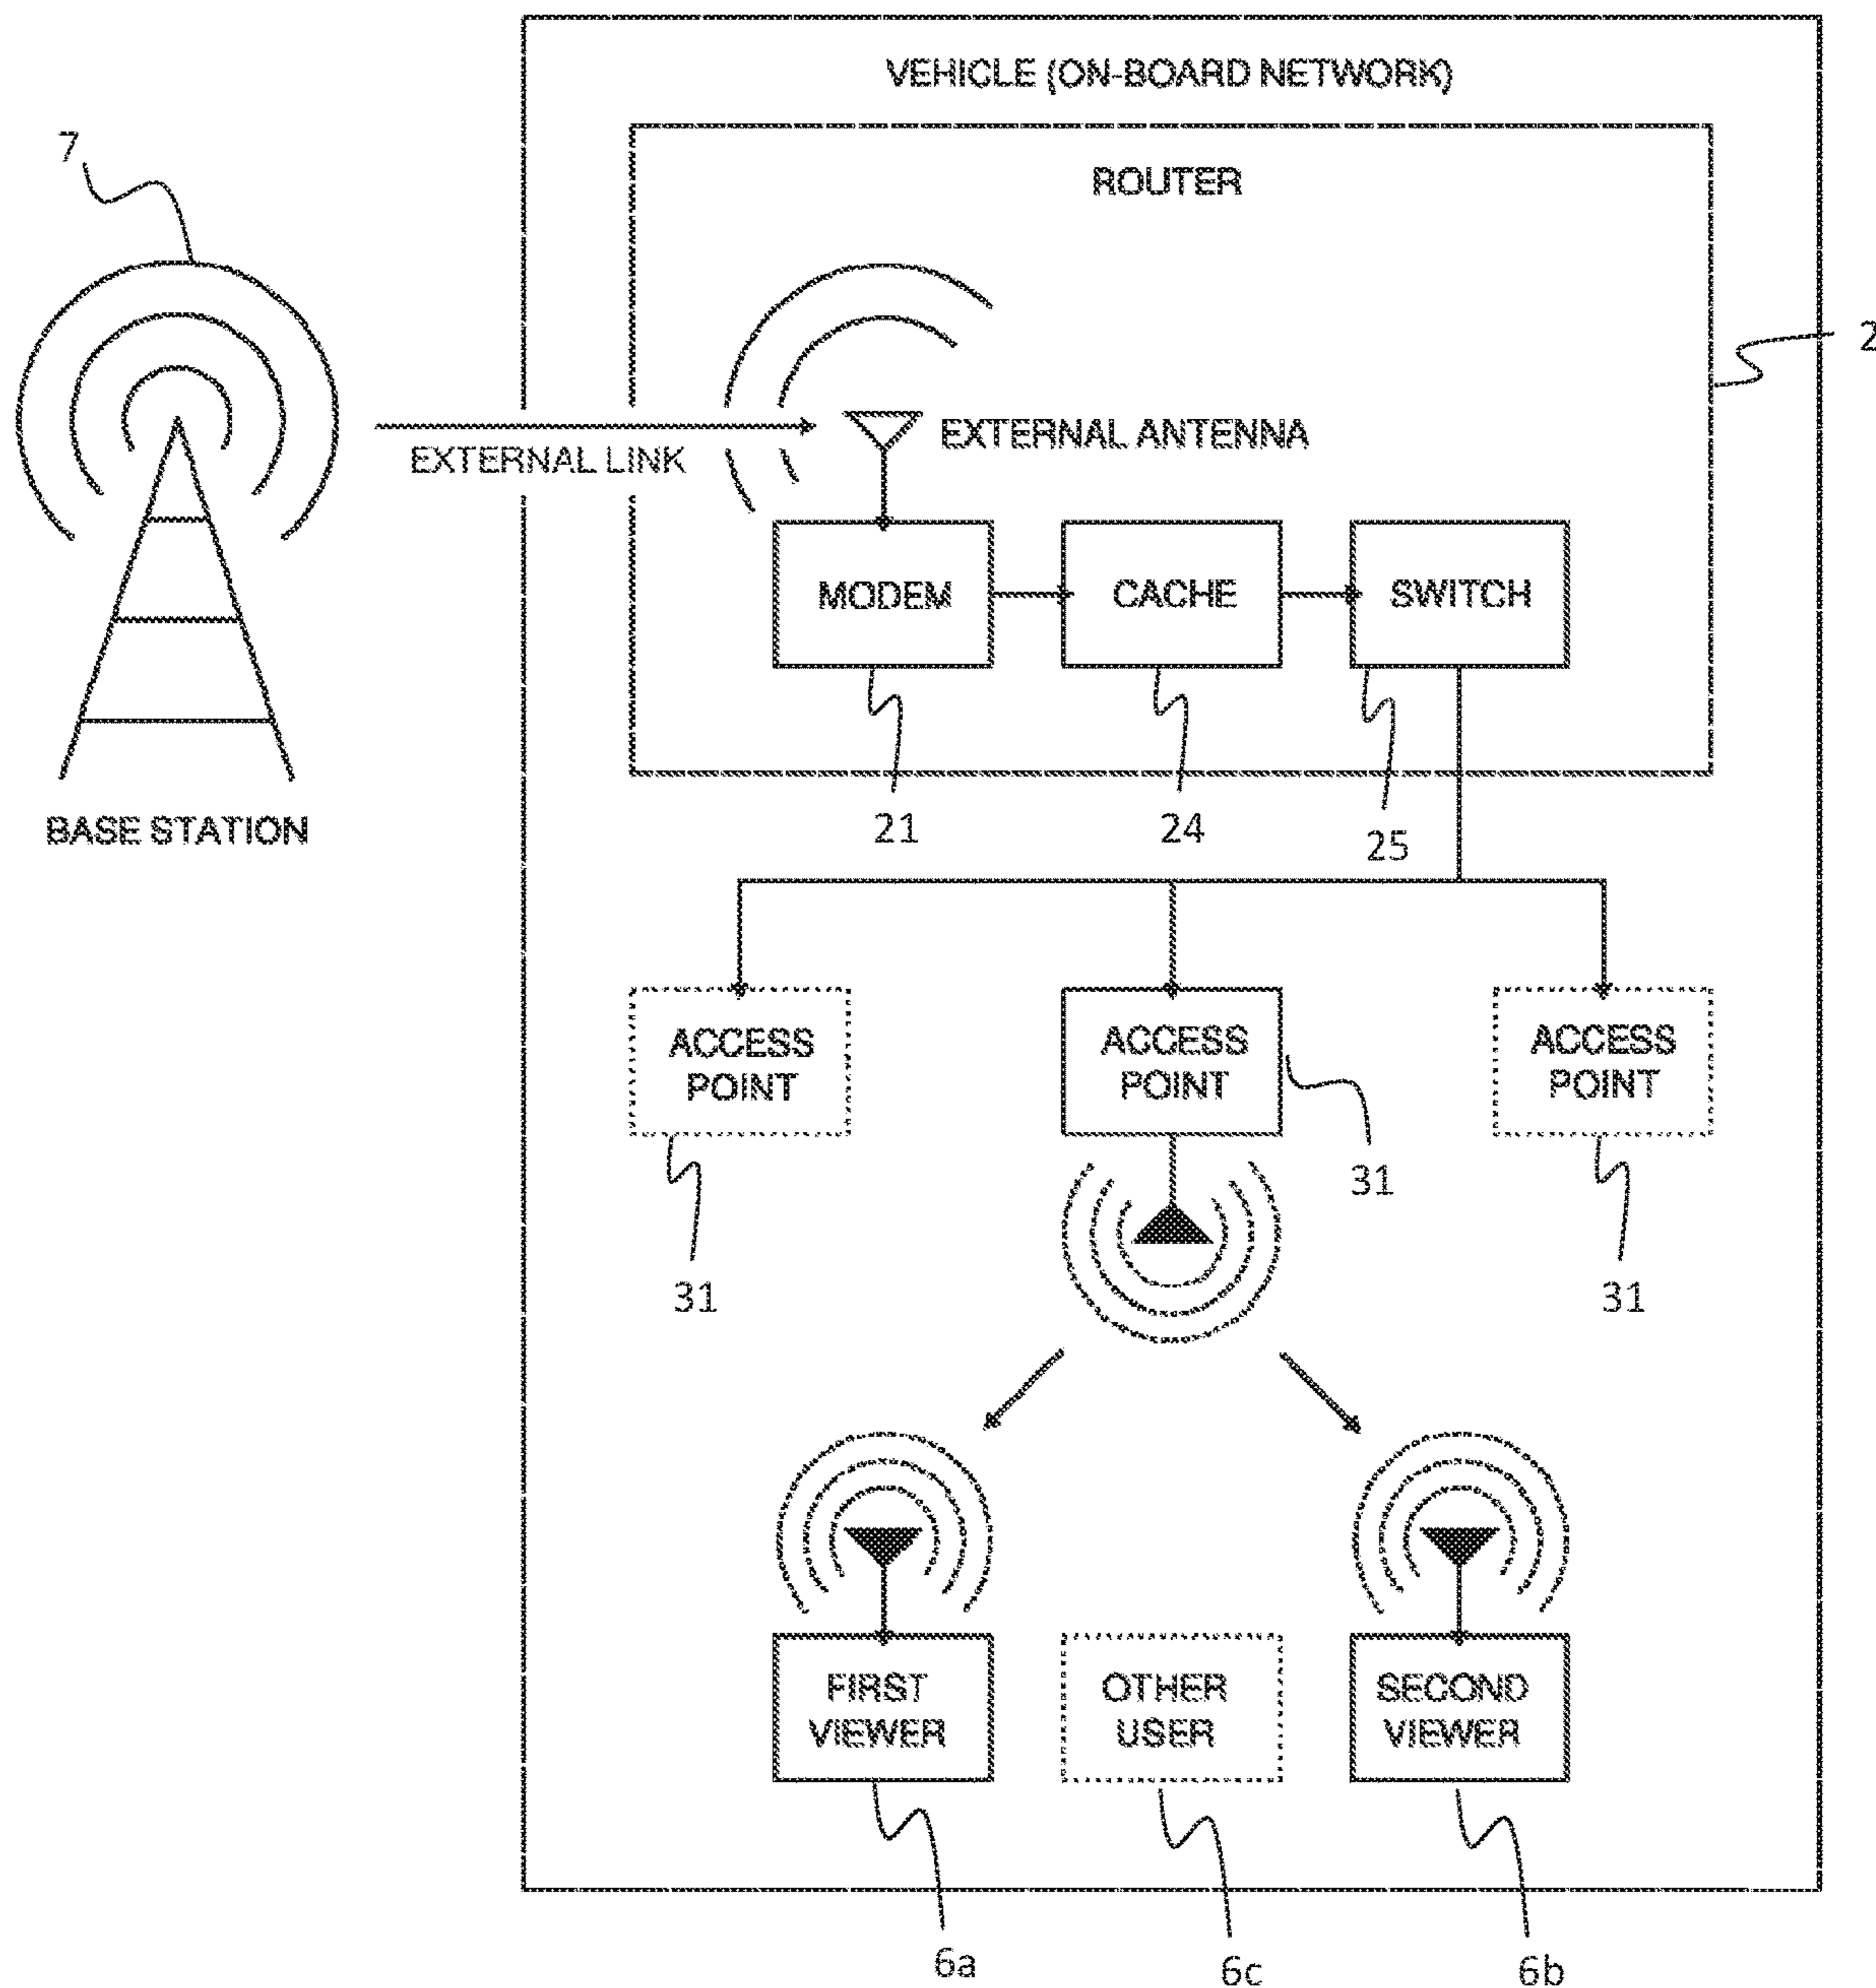 VEHICLE (ON-BOARD NETWORK)
7
ROUTER
2
EXTERNAL ANTENNA
EXTERNAL LINK
MODEM
CACHE
SWITCH
BASE STATION
21
24
25
ACCESS
POINT
ACCESS
POINT
ACCESS
POINT
31
31
31
FIRST
VIEWER
OTHER
USER
SECOND
VIEWER
6a
6c
6b